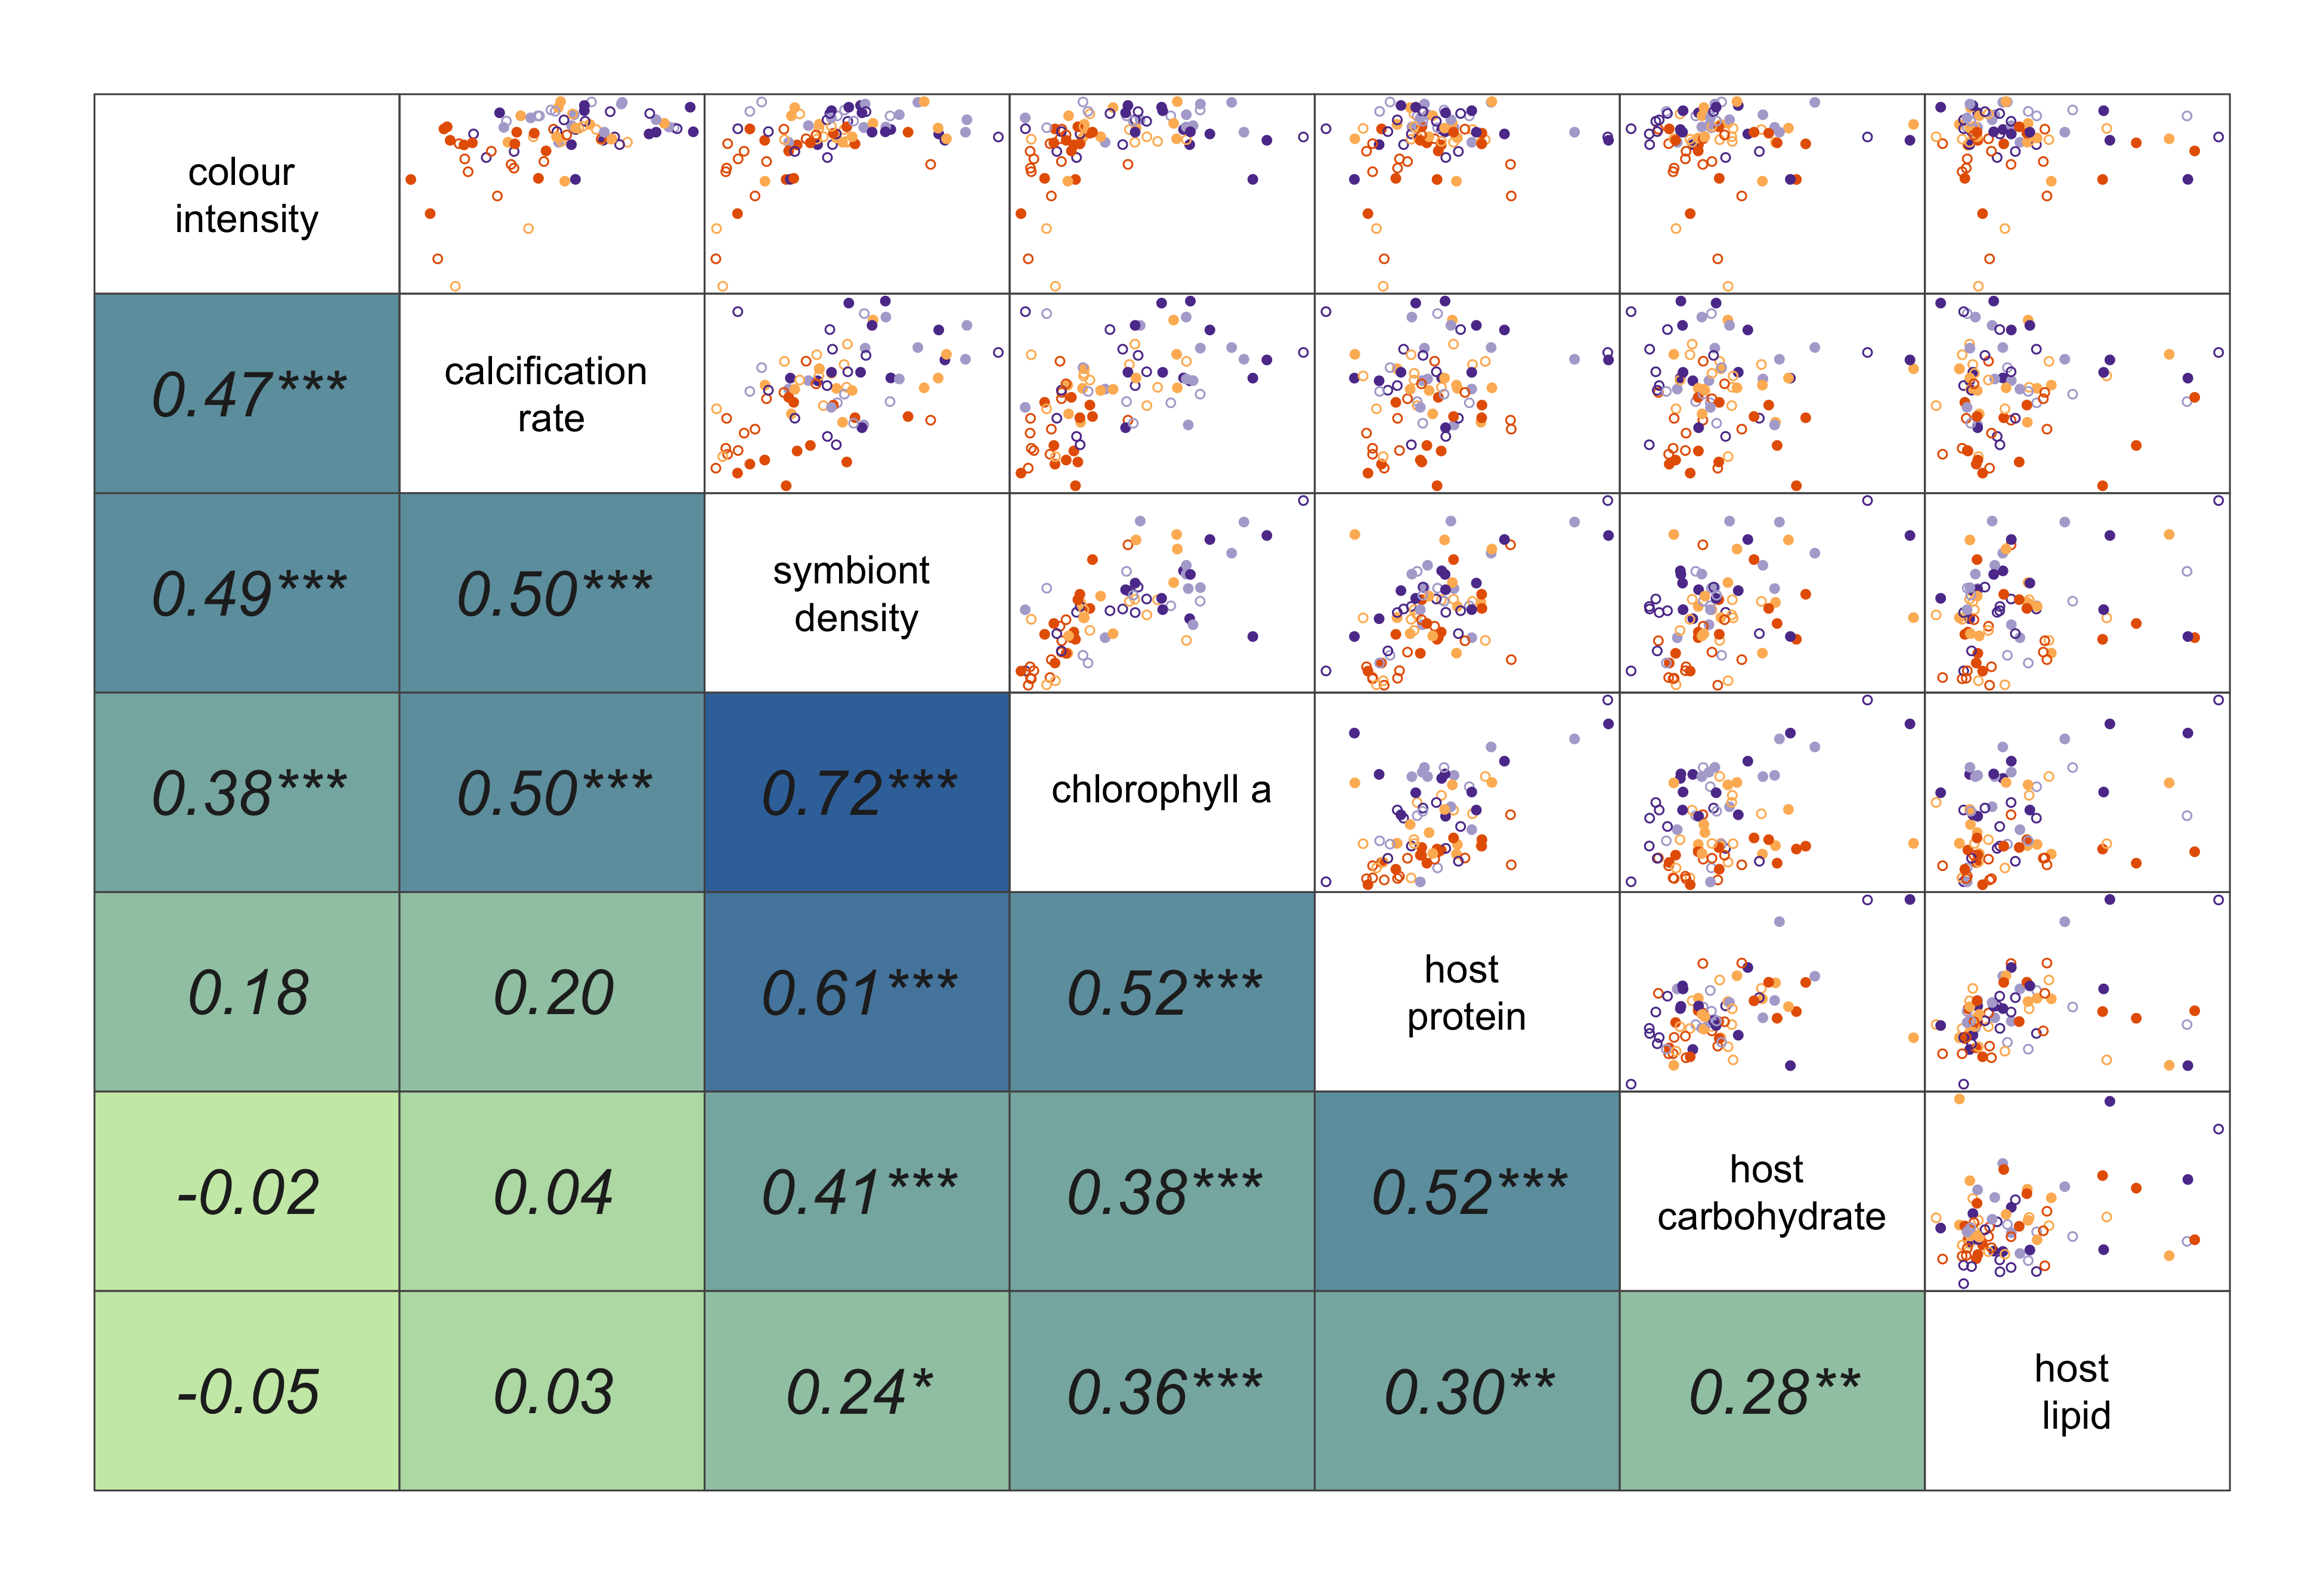 colour
intensity
0.47***
calcification
rate
0.49***
0.50***
symbiont
density
0.38***
0.50***
0.72***
chlorophyll a
0.18
0.20
0.61***
0.52***
host
protein
-0.02
0.04
0.41***
0.38***
0.52***
host
carbohydrate
-0.05
0.03
0.24*
0.36***
0.30**
0.28**
host
lipid